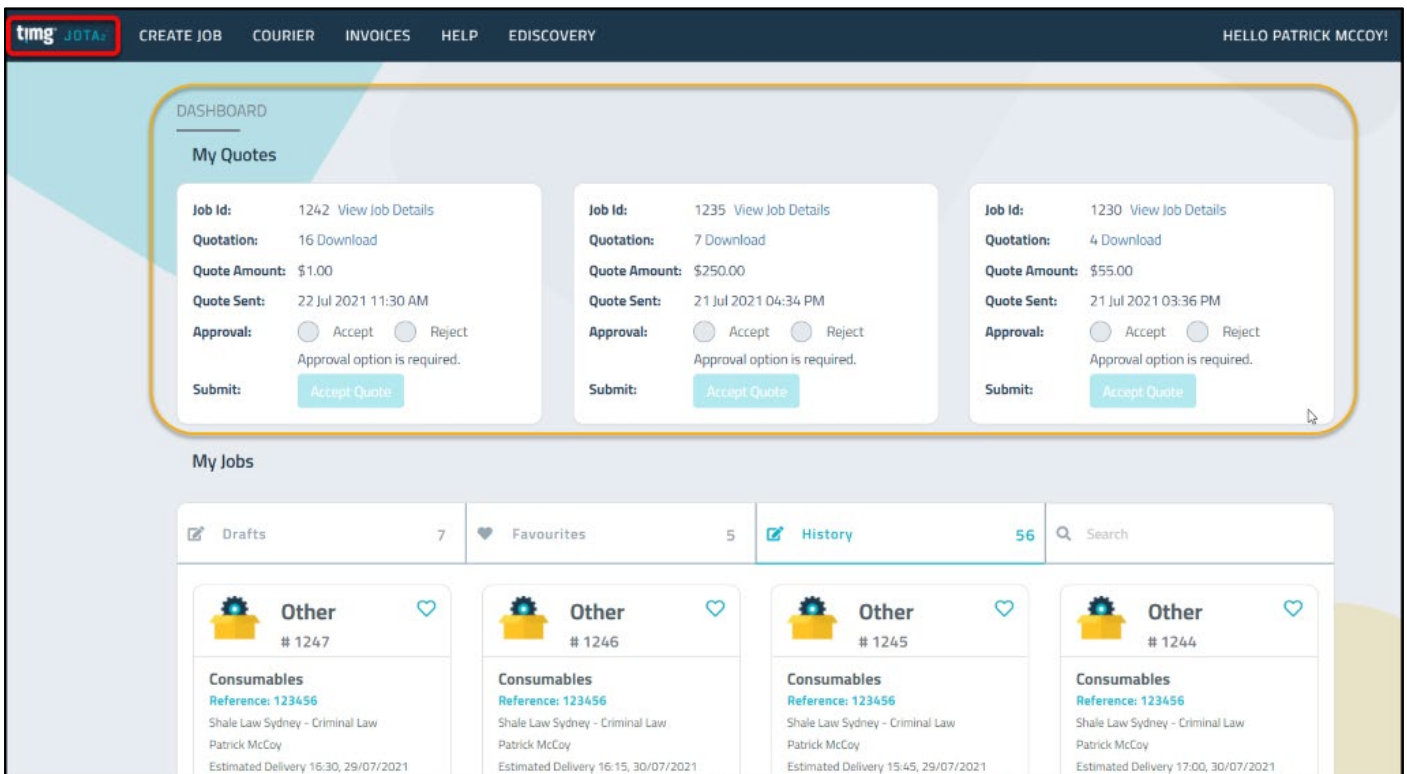 timg JOTA2 CREATE JOB COURIER INVOICES HELP EDISCOVERY HELLO PATRICK MCCOY!
DASHBOARD
My Quotes
Job Id: 1242 View Job Details
Quotation: 16 Download
Quote Amount: $1.00
Quote Sent: 22 Jul 2021 11:30 AM
Approval: Accept Reject
Approval option is required.
Submit: Accept Quote
Job Id: 1235 View Job Details
Quotation: 7 Download
Quote Amount: $250.00
Quote Sent: 21 Jul 2021 04:34 PM
Approval: Accept Reject
Approval option is required.
Submit: Accept Quote
Job Id: 1230 View Job Details
Quotation: 4 Download
Quote Amount: $55.00
Quote Sent: 21 Jul 2021 03:36 PM
Approval: Accept Reject
Approval option is required.
Submit: Accept Quote
My Jobs
Drafts 7 Favourites 5 History 56 Search
Other
# 1247
Consumables
Reference: 123456
Shale Law Sydney - Criminal Law
Patrick McCoy
Estimated Delivery 16:30, 29/07/2021
Other
# 1246
Consumables
Reference: 123456
Shale Law Sydney - Criminal Law
Patrick McCoy
Estimated Delivery 16:15, 30/07/2021
Other
# 1245
Consumables
Reference: 123456
Shale Law Sydney - Criminal Law
Patrick McCoy
Estimated Delivery 15:45, 29/07/2021
Other
# 1244
Consumables
Reference: 123456
Shale Law Sydney - Criminal Law
Patrick McCoy
Estimated Delivery 17:00, 30/07/2021